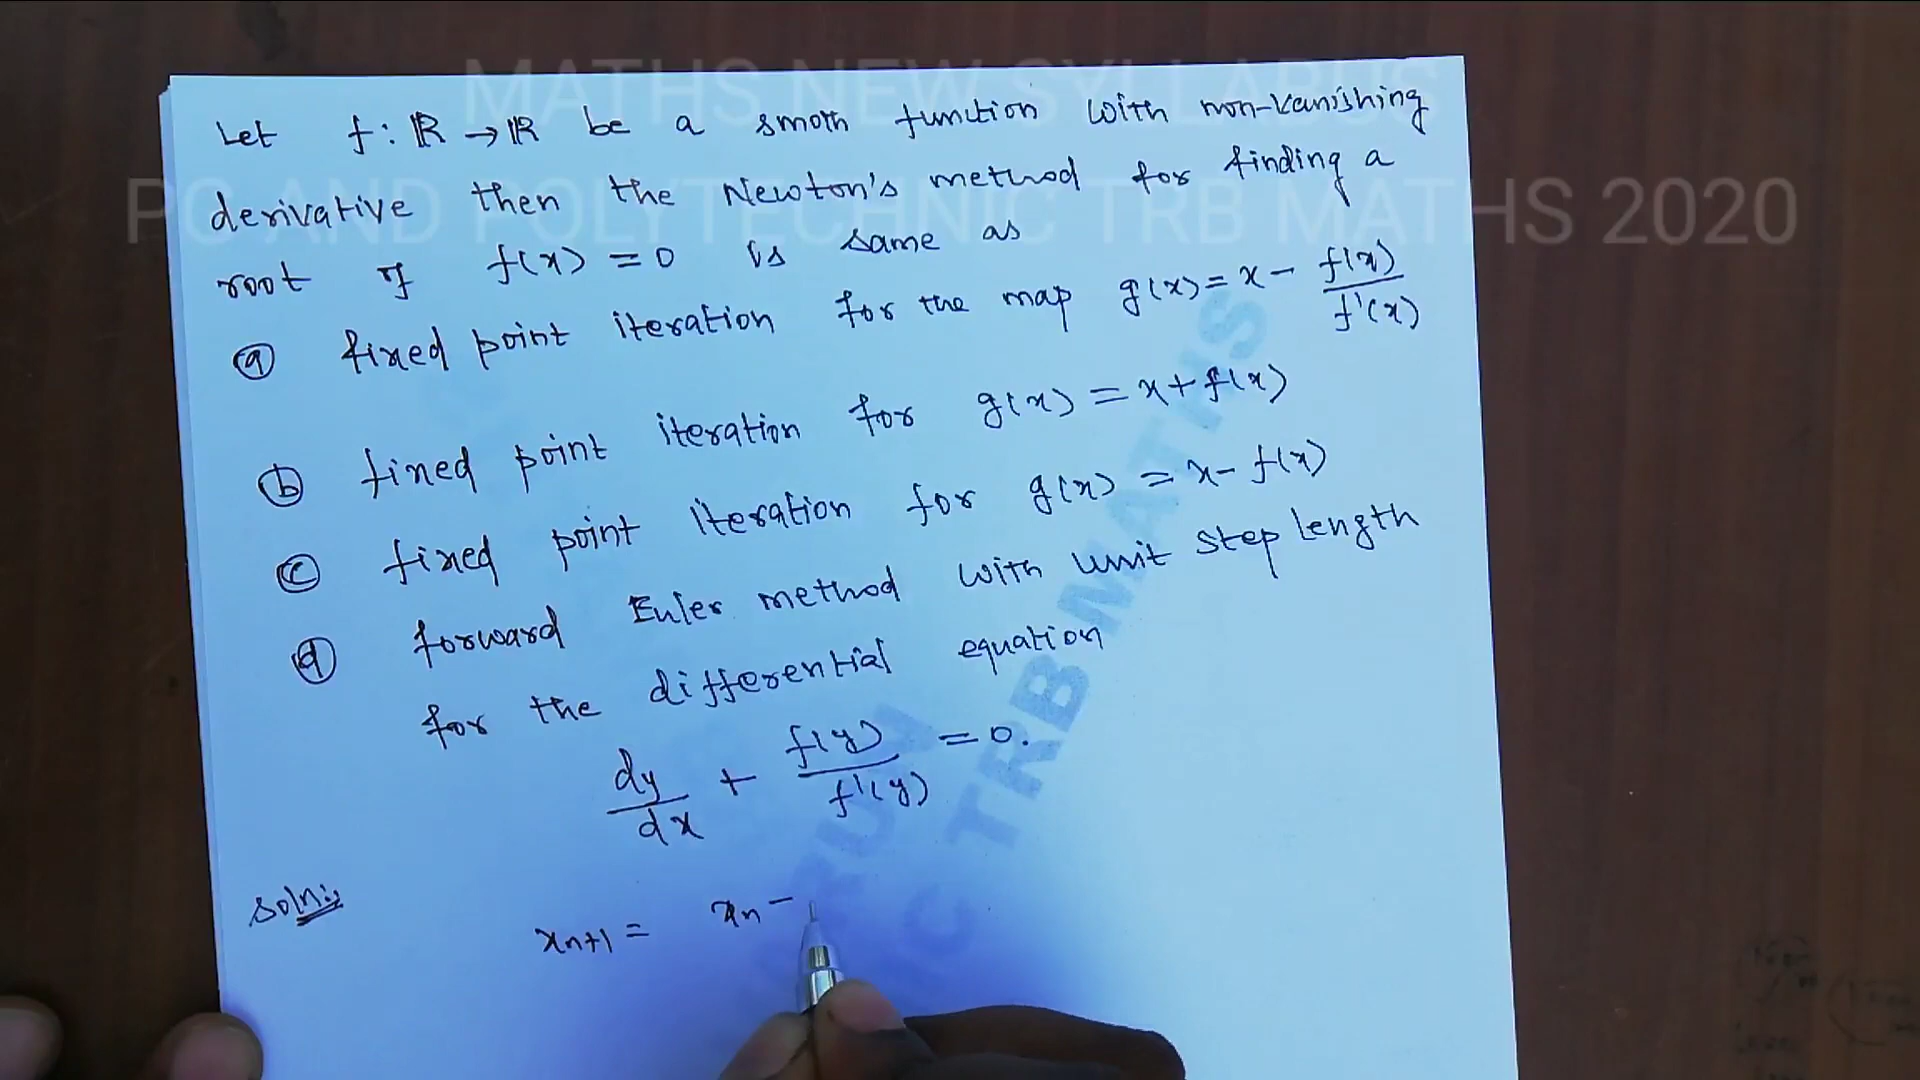 MATHS NEW SYLLABUS
PG AND POLYTECHNIC TRB MATHS 2020
Let f : ℝ → ℝ be a smoth function with non-vanishing
derivative then the Newton's method for finding a
root of f(x) = 0 is same as
(a) fixed point iteration for the map g(x) = x - f(x)/f'(x)
(b) fixed point iteration for g(x) = x + f(x)
(c) fixed point iteration for g(x) = x - f(x)
(d) forward Euler method with unit step length
for the differential equation
dy/dx + f(y)/f'(y) = 0.
Soln:
xn+1 = xn -
TRB MATHS